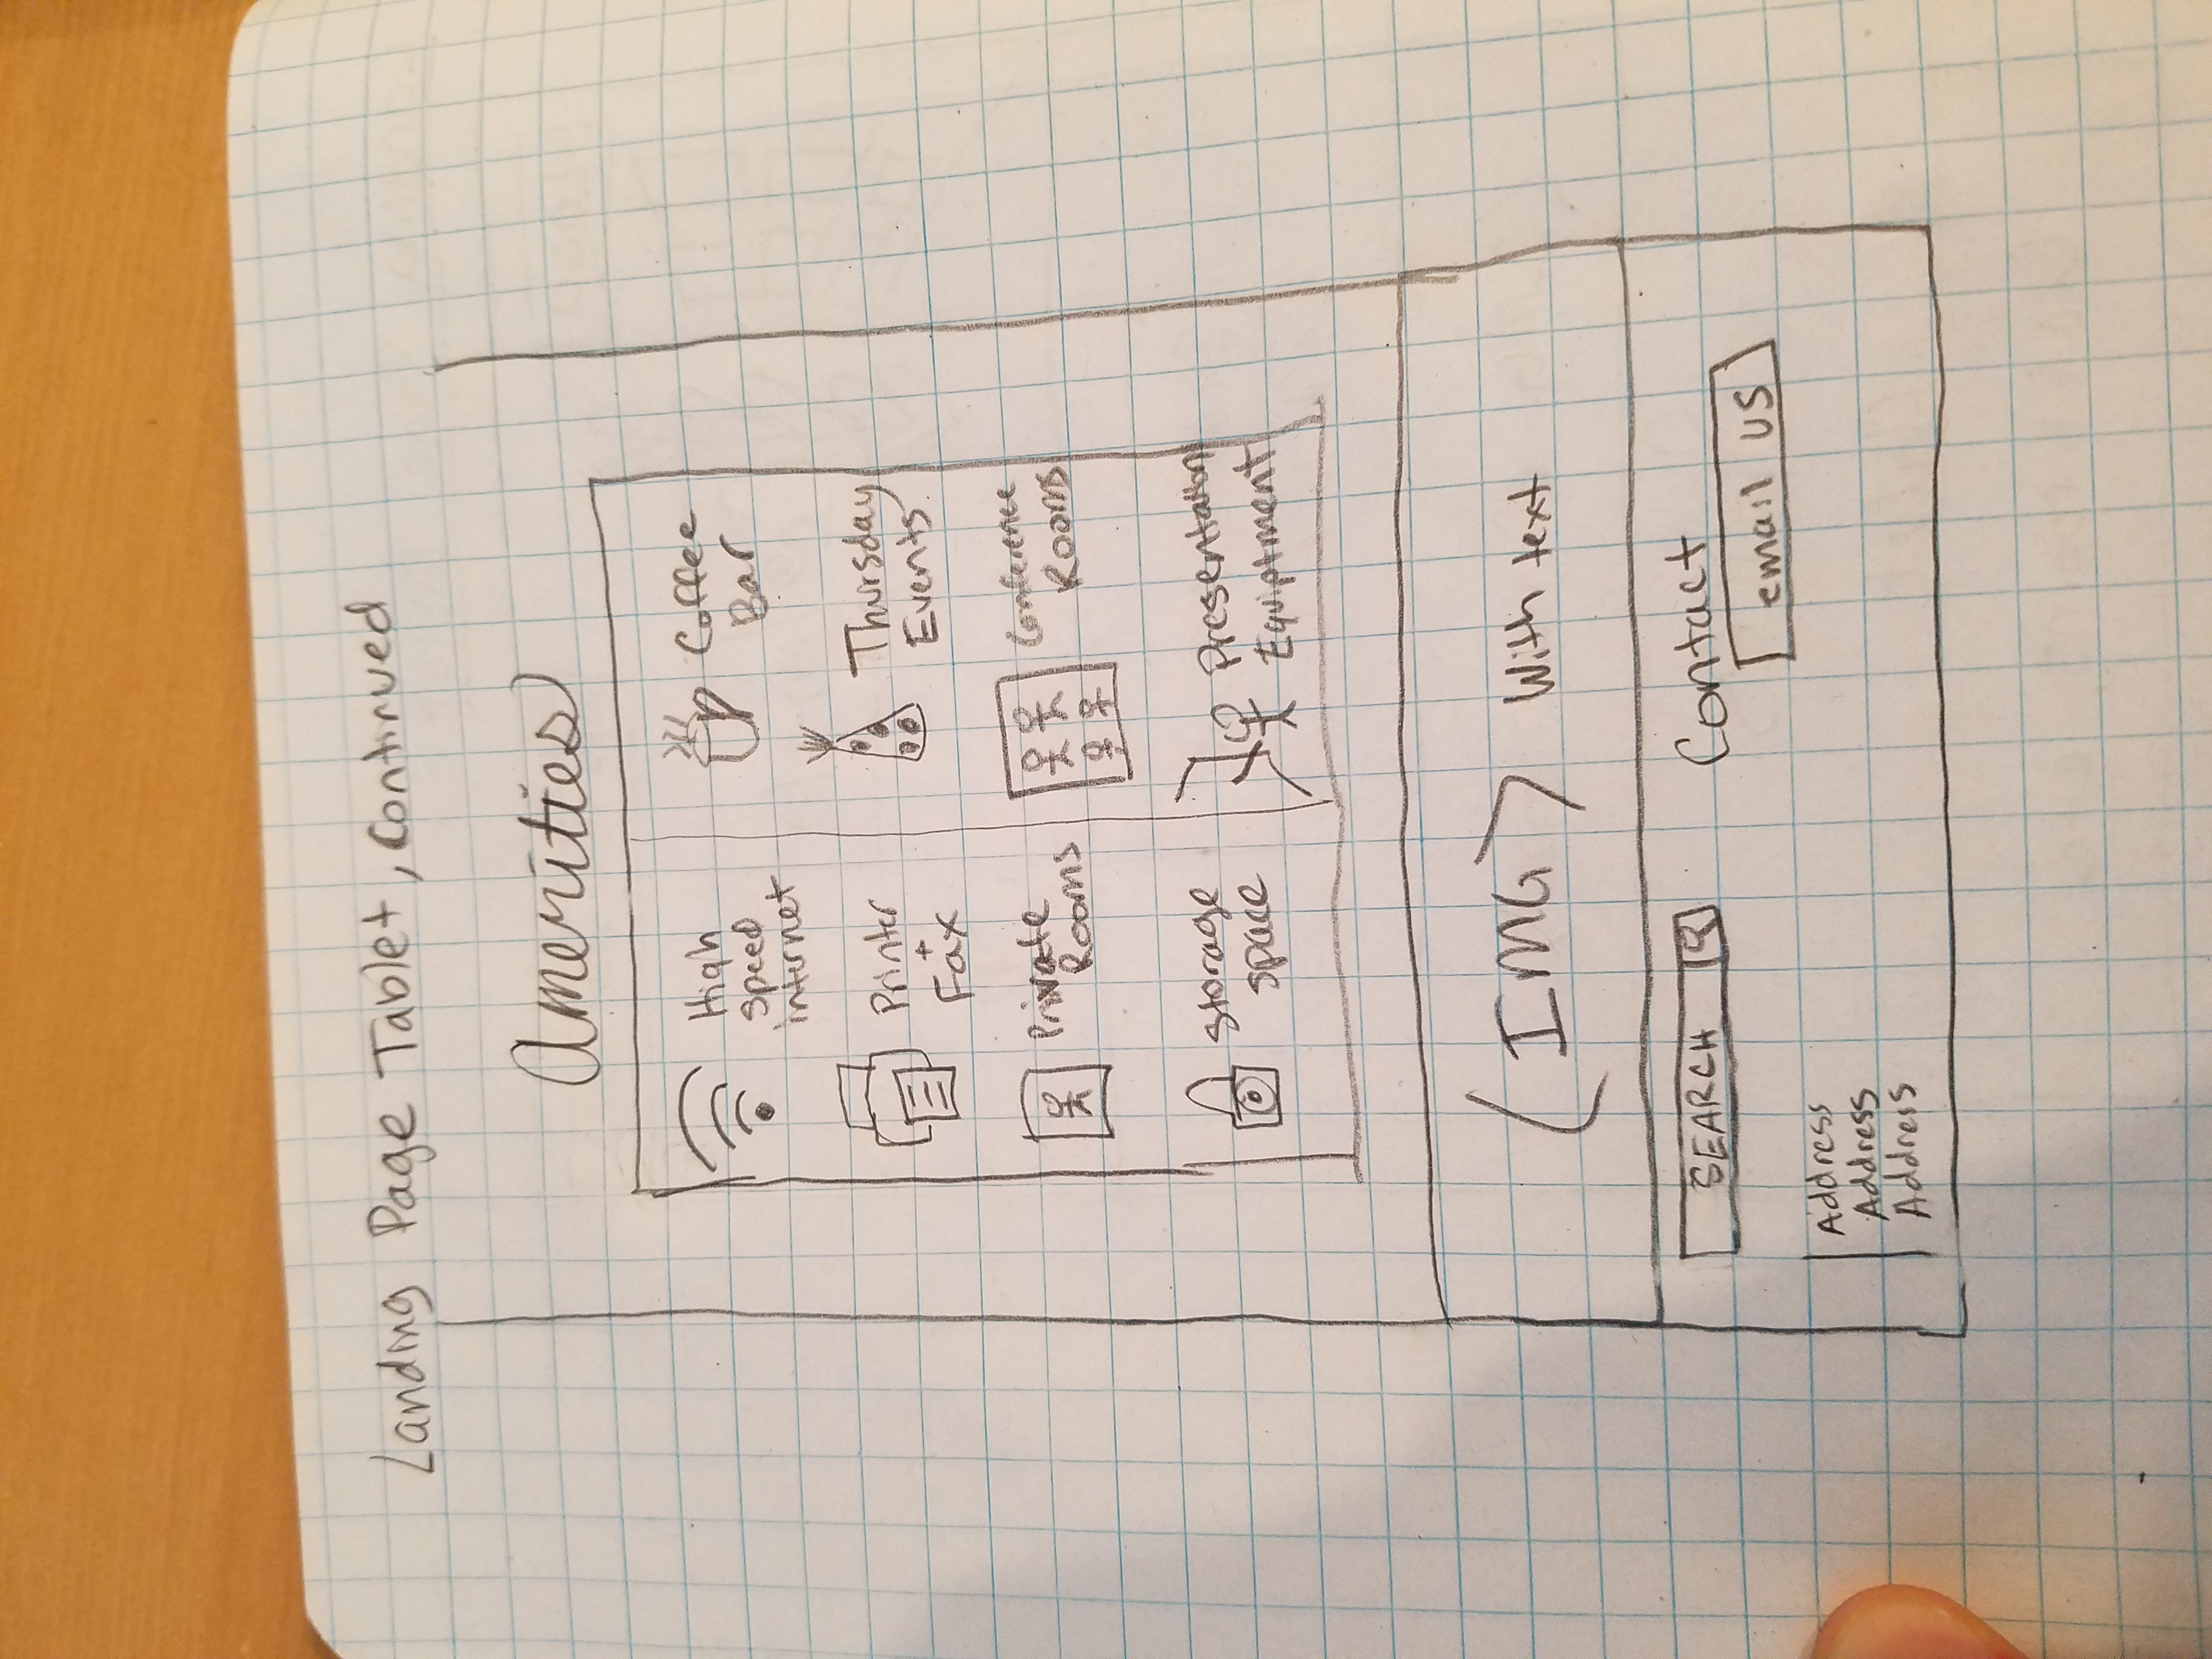 Landing Page Tablet, continued
Amenities
High
speed
internet
Coffee
Bar
Printer
+
Fax
Thursday
Events
Private
Rooms
Conference
Rooms
Storage
space
Presentation
Equiptment
(IMG> With text
SEARCH
Contact
email us
Address
Address
Address